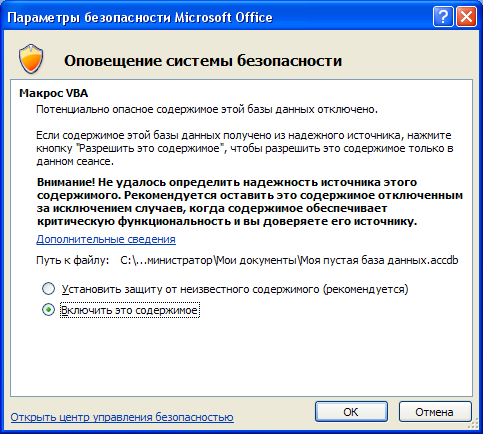 Параметры безопасности Microsoft Office
Оповещение системы безопасности
Макрос VBA
Потенциально опасное содержимое этой базы данных отключено.
Если содержимое этой базы данных получено из надежного источника, нажмите
кнопку "Разрешить это содержимое", чтобы разрешить это содержимое только в
данном сеансе.
Внимание! Не удалось определить надежность источника этого
содержимого. Рекомендуется оставить это содержимое отключенным
за исключением случаев, когда содержимое обеспечивает
критическую функциональность и вы доверяете его источнику.
Дополнительные сведения
Путь к файлу: C:\...министратор\Мои документы\Моя пустая база данных.accdb
Установить защиту от неизвестного содержимого (рекомендуется)
Включить это содержимое
Открыть центр управления безопасностью
ОК
Отмена